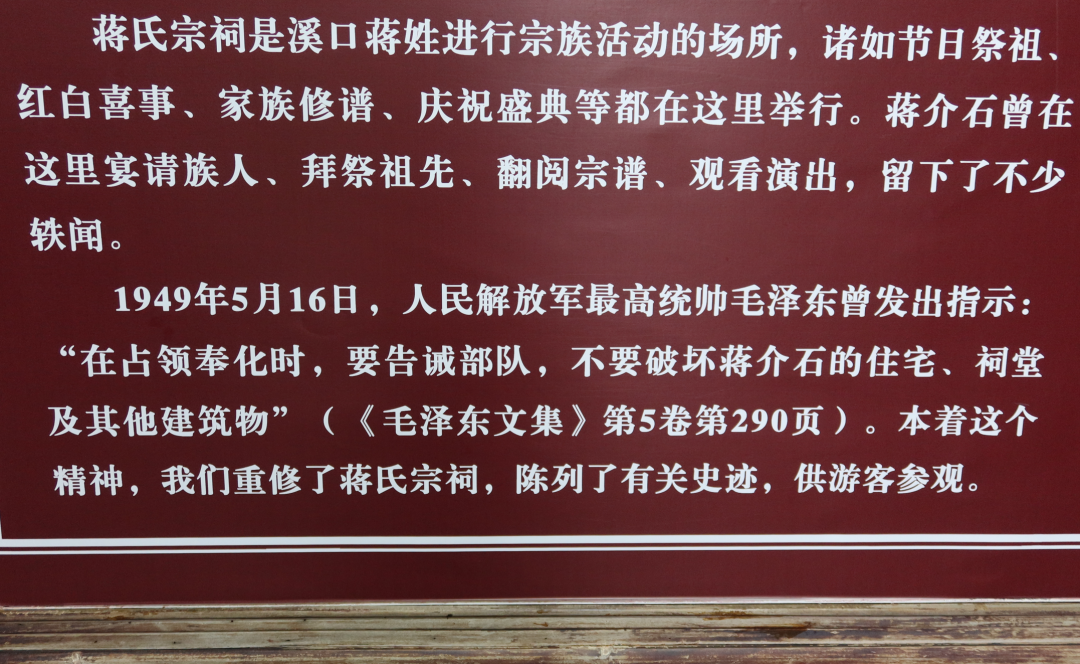 蒋氏宗祠是溪口蒋姓进行宗族活动的场所，诸如节日祭祖、
红白喜事、家族修谱、庆祝盛典等都在这里举行。蒋介石曾在
这里宴请族人、拜祭祖先、翻阅宗谱、观看演出，留下了不少
轶闻。
1949年5月16日，人民解放军最高统帅毛泽东曾发出指示：
“在占领奉化时，要告诫部队，不要破坏蒋介石的住宅、祠堂
及其他建筑物”（《毛泽东文集》第5卷第290页）。本着这个
精神，我们重修了蒋氏宗祠，陈列了有关史迹，供游客参观。